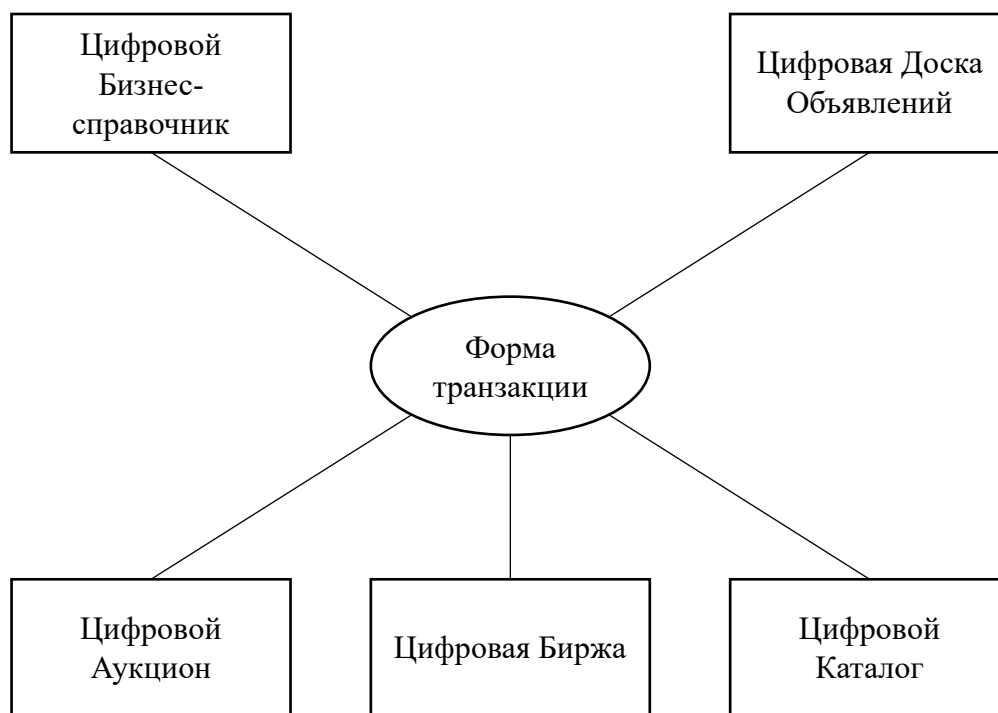 Цифровой
Бизнес-
справочник
Цифровая Доска
Объявлений
Форма
транзакции
Цифровой
Аукцион
Цифровая Биржа
Цифровой
Каталог